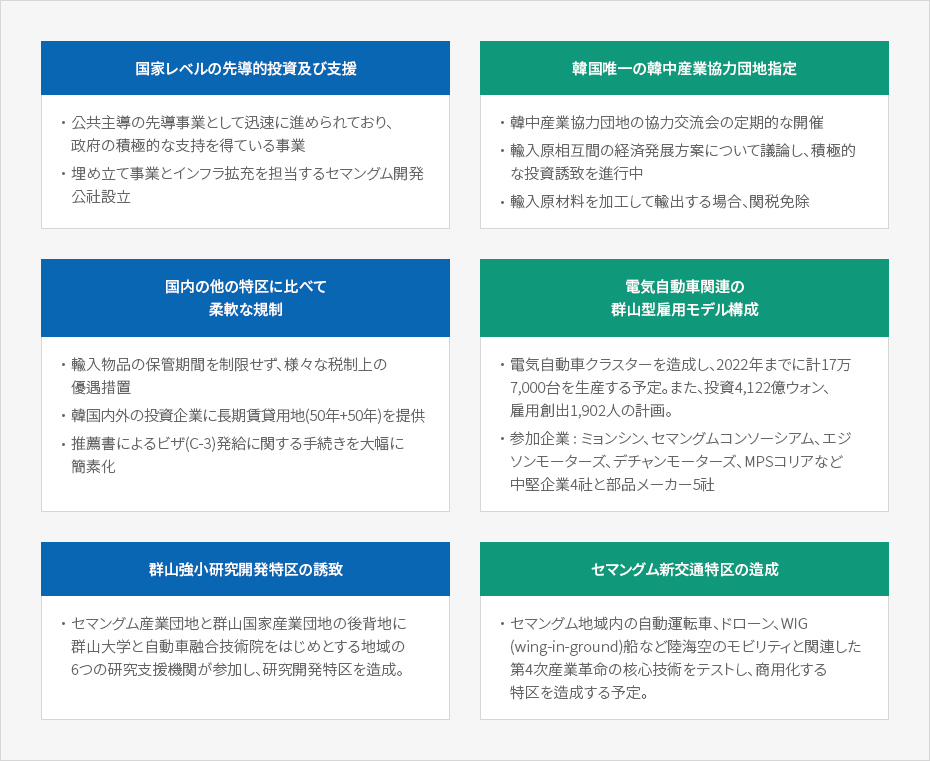 国家レベルの先導的投資及び支援
・公共主導の先導事業として迅速に進められており、
政府の積極的な支持を得ている事業
・埋め立て事業とインフラ拡充を担当するセマングム開発
公社設立
韓国唯一の韓中産業協力団地指定
・韓中産業協力団地の協力交流会の定期的な開催
・輸入原相互間の経済発展方案について議論し、積極的
な投資誘致を進行中
・輸入原材料を加工して輸出する場合、関税免除
国内の他の特区に比べて
柔軟な規制
・輸入物品の保管期間を制限せず、様々な税制上の
優遇措置
・韓国内外の投資企業に長期賃貸用地(50年+50年)を提供
・推薦書によるビザ(C-3)発給に関する手続きを大幅に
簡素化
電気自動車関連の
群山型雇用モデル構成
・電気自動車クラスターを造成し、2022年までに計17万
7,000台を生産する予定。また、投資4,122億ウォン、
雇用創出1,902人の計画。
・参加企業 : ミョンシン、セマングムコンソーシアム、エジ
ソンモーターズ、デチャンモーターズ、MPSコリアなど
中堅企業4社と部品メーカー5社
群山強小研究開発特区の誘致
・セマングム産業団地と群山国家産業団地の後背地に
群山大学と自動車融合技術院をはじめとする地域の
6つの研究支援機関が参加し、研究開発特区を造成。
セマングム新交通特区の造成
・セマングム地域内の自動運転車、ドローン、WIG
(wing-in-ground)船など陸海空のモビリティと関連した
第4次産業革命の核心技術をテストし、商用化する
特区を造成する予定。